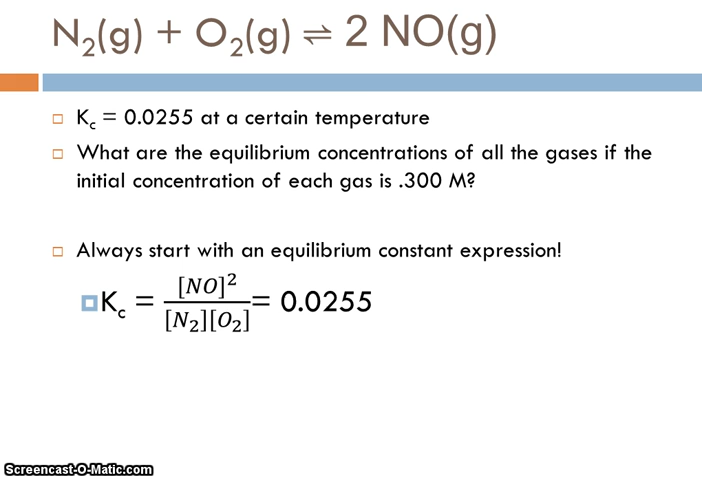 N₂(g) + O₂(g) ⇌ 2 NO(g)
K_c = 0.0255 at a certain temperature
What are the equilibrium concentrations of all the gases if the
initial concentration of each gas is .300 M?
Always start with an equilibrium constant expression!
K_c = [NO]² / [N₂][O₂] = 0.0255
Screencast-O-Matic.com